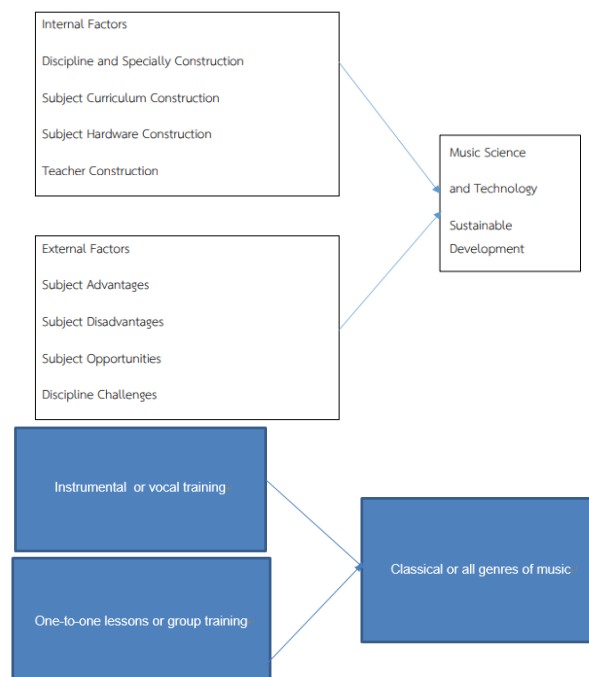 Internal Factors
Discipline and Specially Construction
Subject Curriculum Construction
Subject Hardware Construction
Teacher Construction
Music Science
and Technology
Sustainable
Development
External Factors
Subject Advantages
Subject Disadvantages
Subject Opportunities
Discipline Challenges
Instrumental or vocal training
Classical or all genres of music
One-to-one lessons or group training